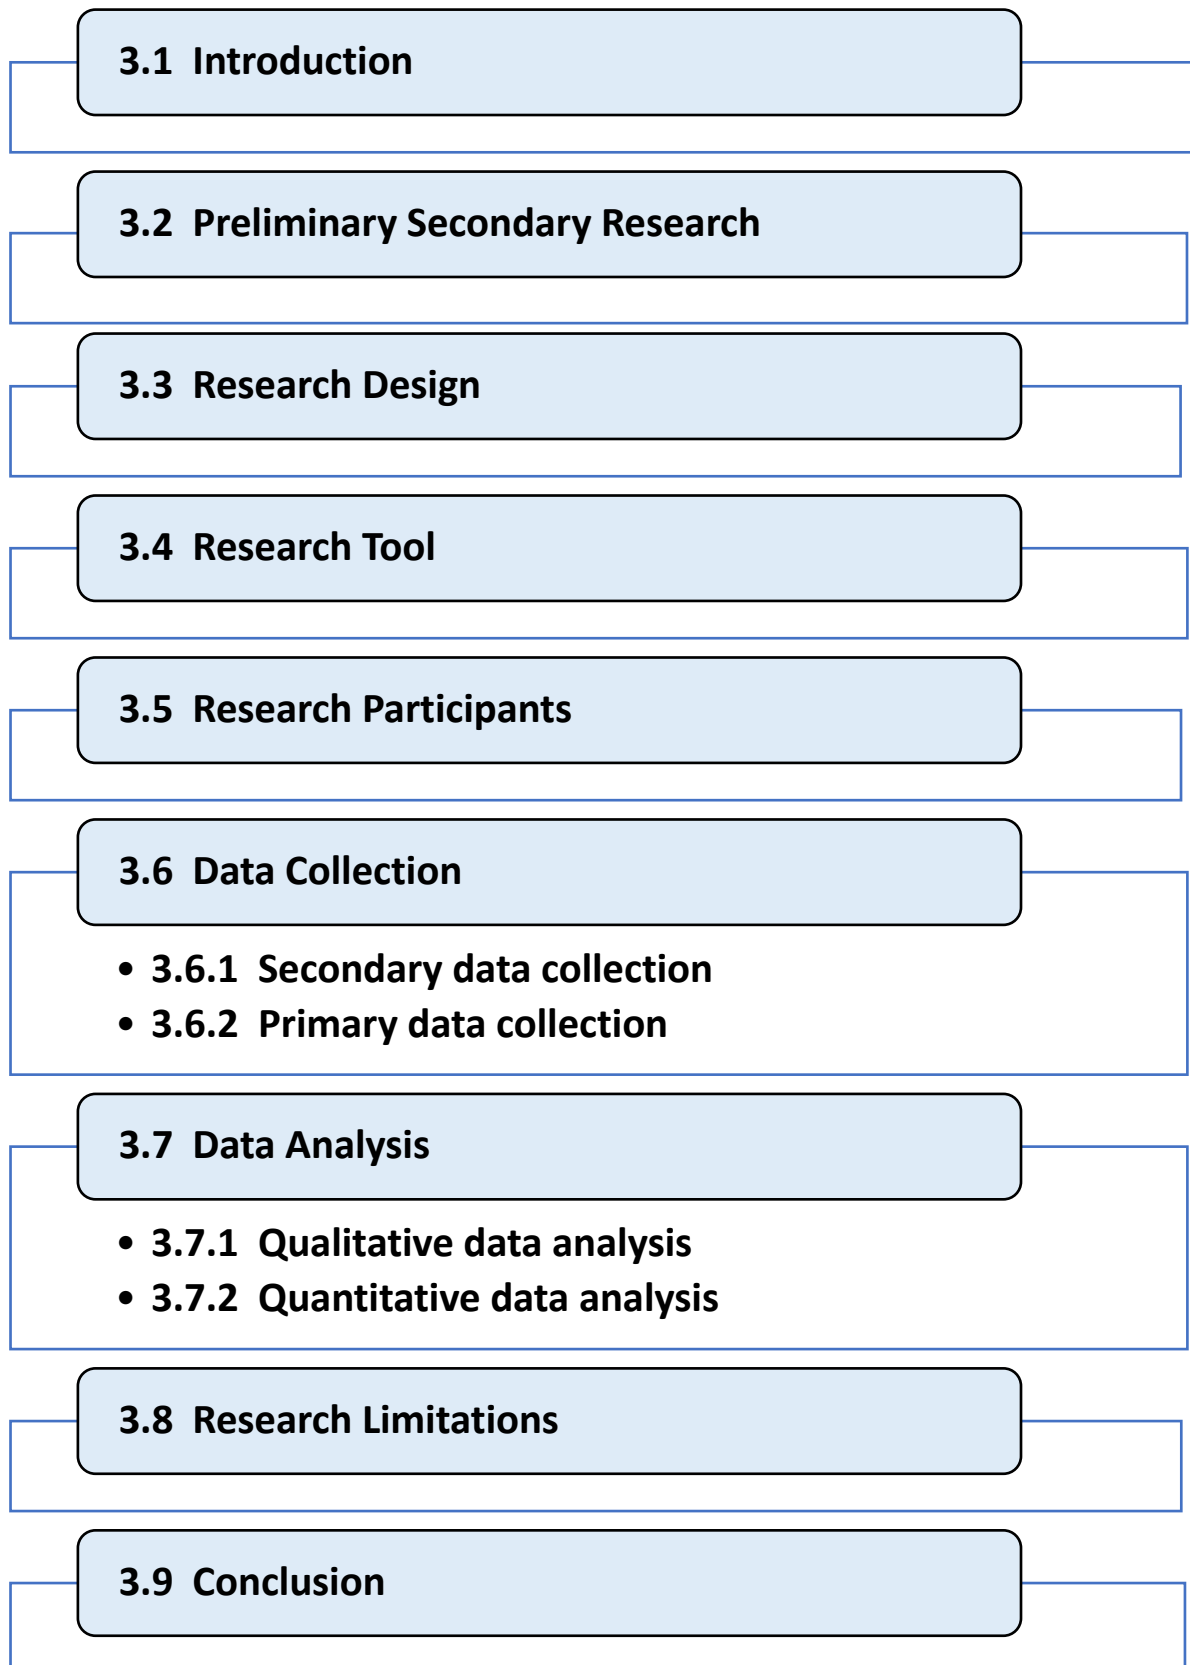 3.1 Introduction
3.2 Preliminary Secondary Research
3.3 Research Design
3.4 Research Tool
3.5 Research Participants
3.6 Data Collection
• 3.6.1 Secondary data collection
• 3.6.2 Primary data collection
3.7 Data Analysis
• 3.7.1 Qualitative data analysis
• 3.7.2 Quantitative data analysis
3.8 Research Limitations
3.9 Conclusion